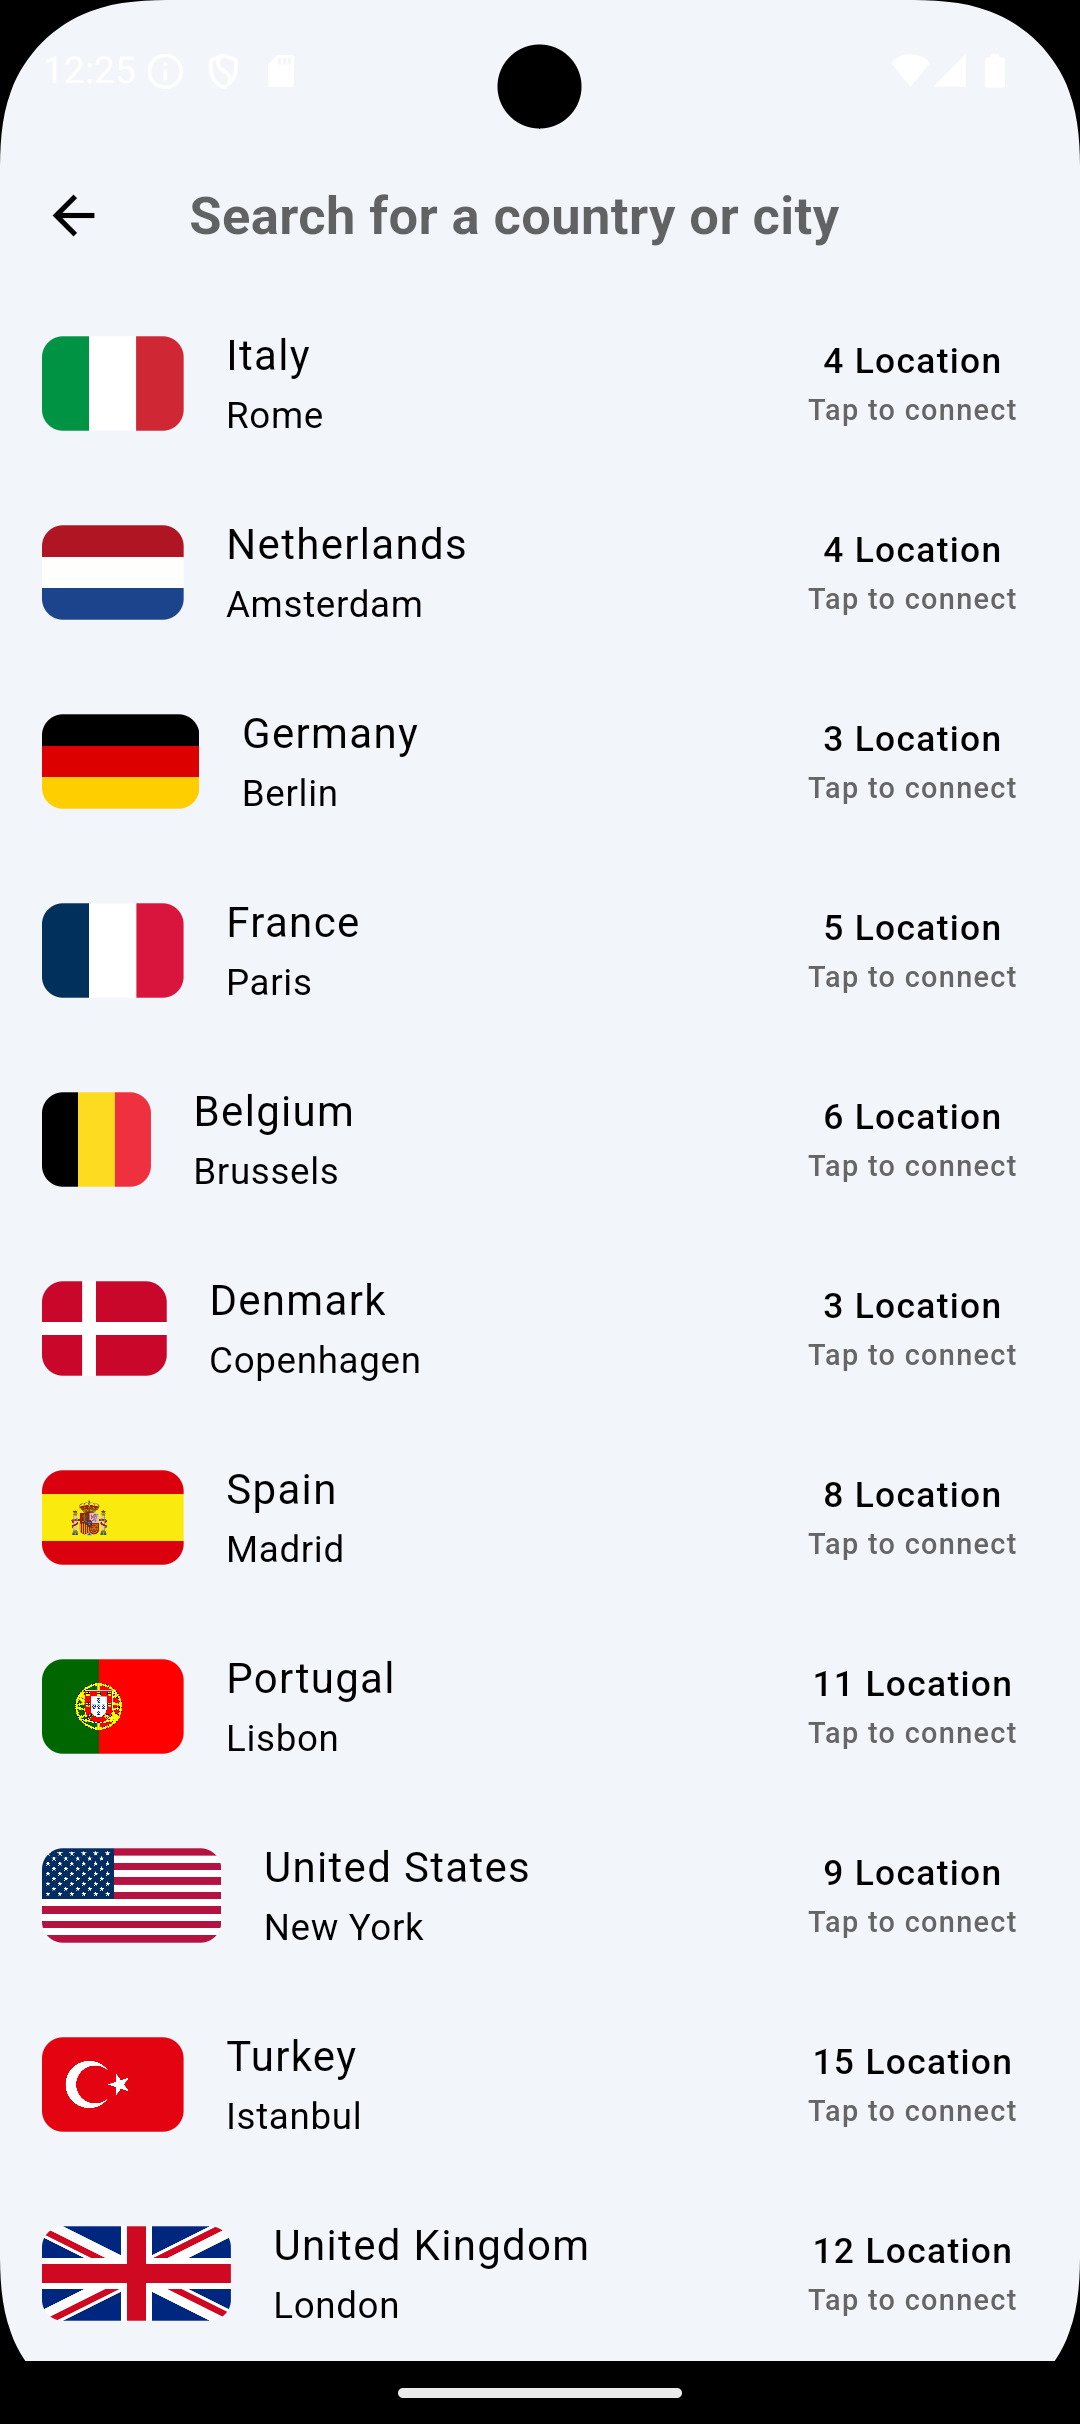 12:25
Search for a country or city
Italy
Rome
4 Location
Tap to connect
Netherlands
Amsterdam
4 Location
Tap to connect
Germany
Berlin
3 Location
Tap to connect
France
Paris
5 Location
Tap to connect
Belgium
Brussels
6 Location
Tap to connect
Denmark
Copenhagen
3 Location
Tap to connect
Spain
Madrid
8 Location
Tap to connect
Portugal
Lisbon
11 Location
Tap to connect
United States
New York
9 Location
Tap to connect
Turkey
Istanbul
15 Location
Tap to connect
United Kingdom
London
12 Location
Tap to connect